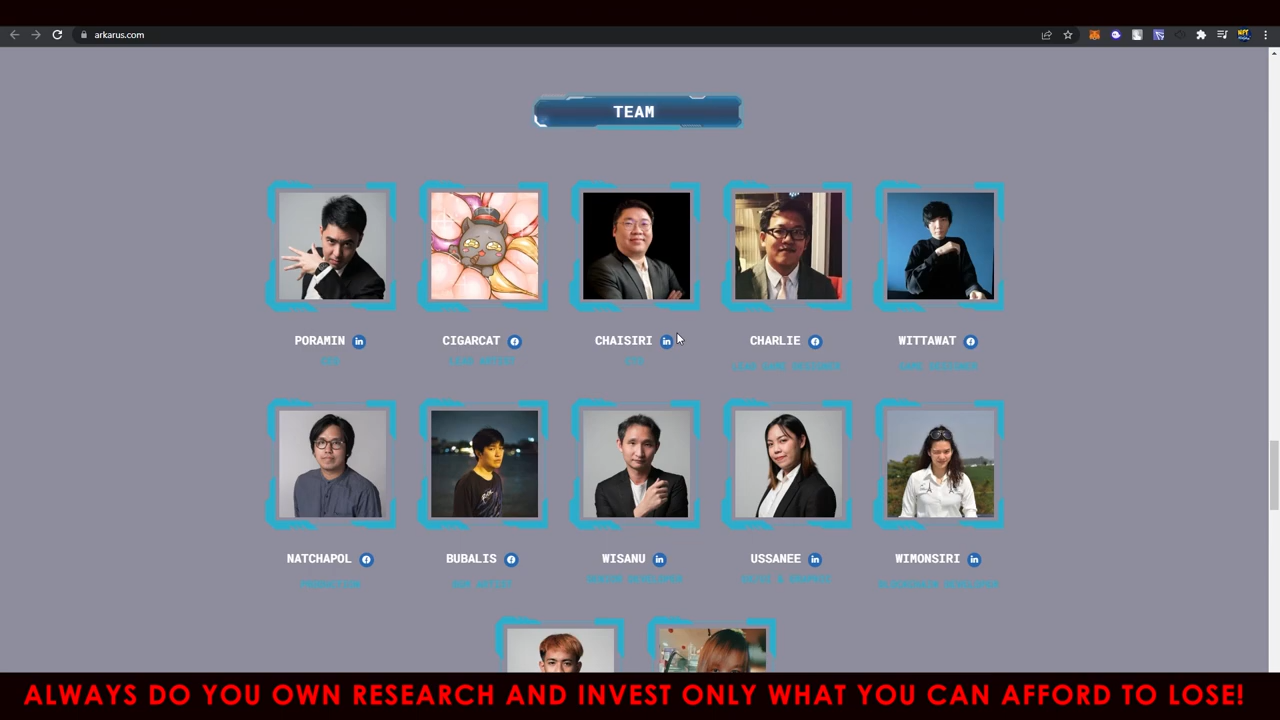 arkarus.com
TEAM
PORAMIN
CIGARCAT
CHAISIRI
CHARLIE
WITTAWAT
NATCHAPOL
BUBALIS
WISANU
USSANEE
WIMONSIRI
ALWAYS DO YOU OWN RESEARCH AND INVEST ONLY WHAT YOU CAN AFFORD TO LOSE!